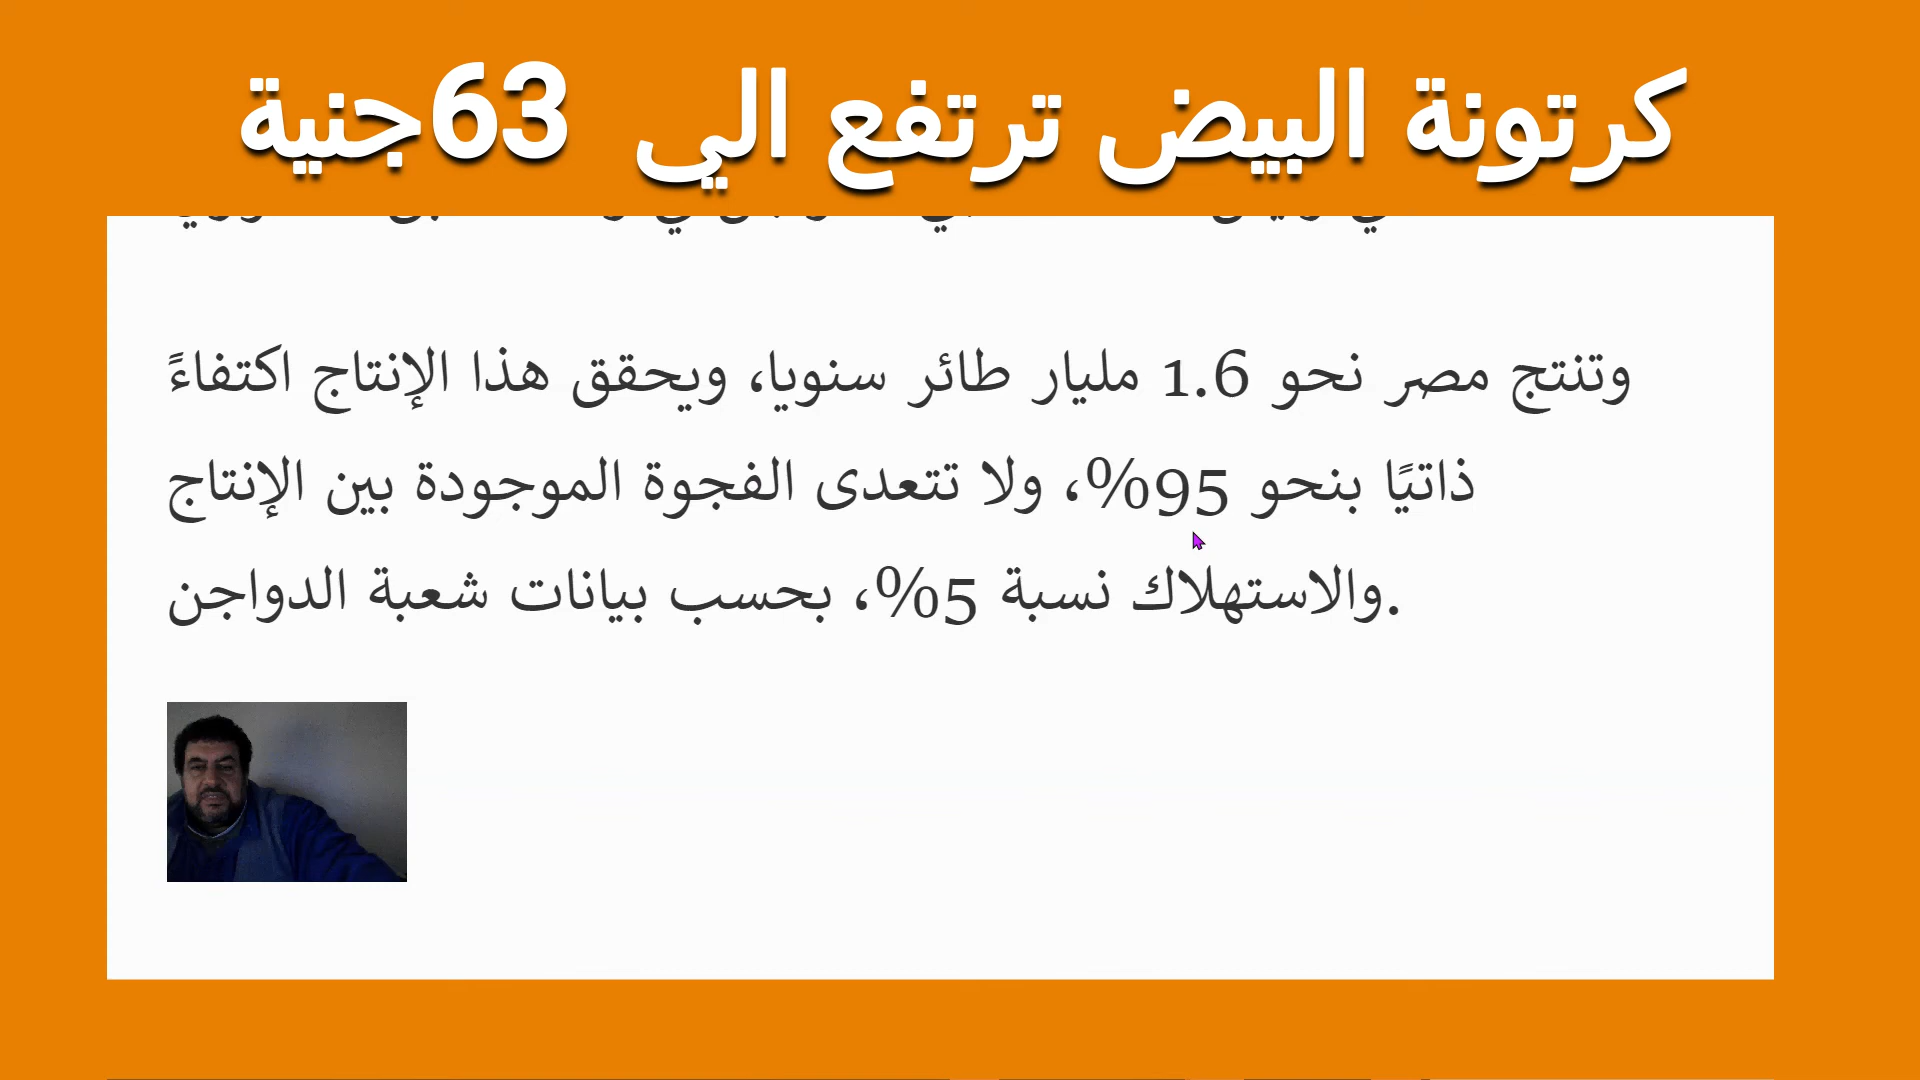 كرتونة البيض ترتفع الي 63جنية
وتنتج مصر نحو 1.6 مليار طائر سنويا، ويحقق هذا الإنتاج اكتفاءً
ذاتيًا بنحو 95%، ولا تتعدى الفجوة الموجودة بين الإنتاج
والاستهلاك نسبة 5%، بحسب بيانات شعبة الدواجن.